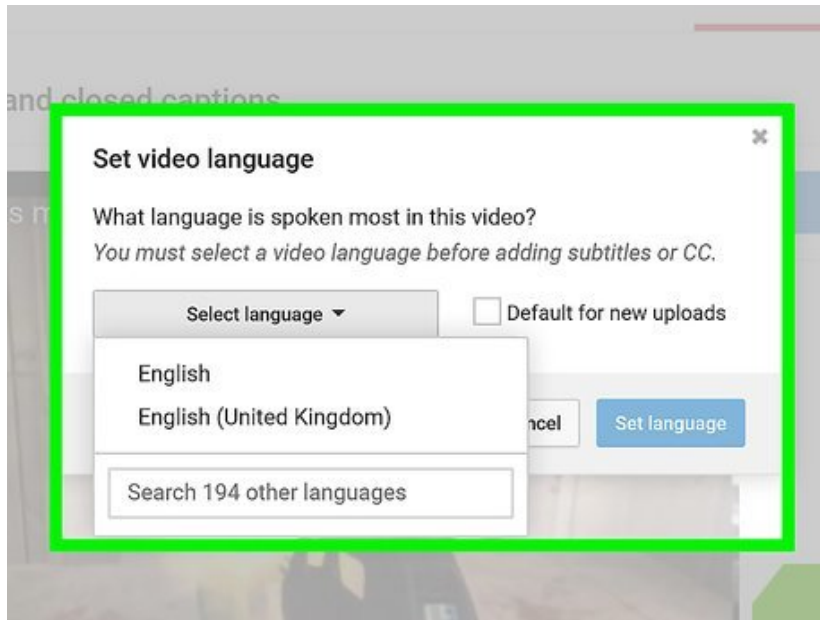 and closed captions
Set video language
What language is spoken most in this video?
You must select a video language before adding subtitles or CC.
Select language
Default for new uploads
English
English (United Kingdom)
Set language
Search 194 other languages